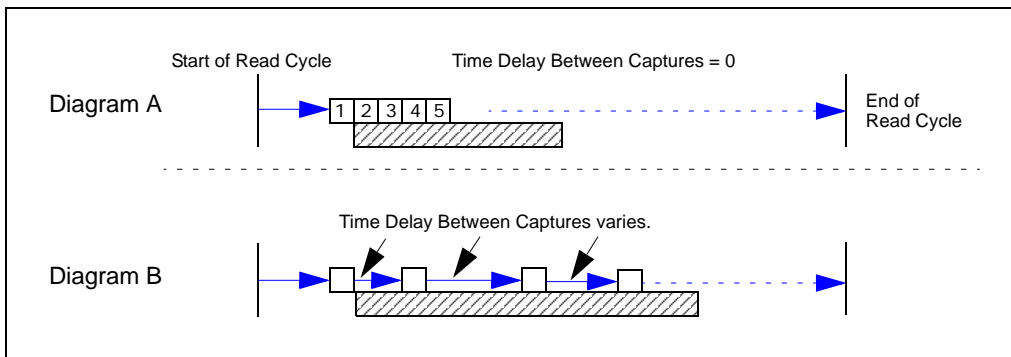 Start of Read Cycle
Time Delay Between Captures = 0
Diagram A
1 2 3 4 5
End of
Read Cycle
Time Delay Between Captures varies.
Diagram B